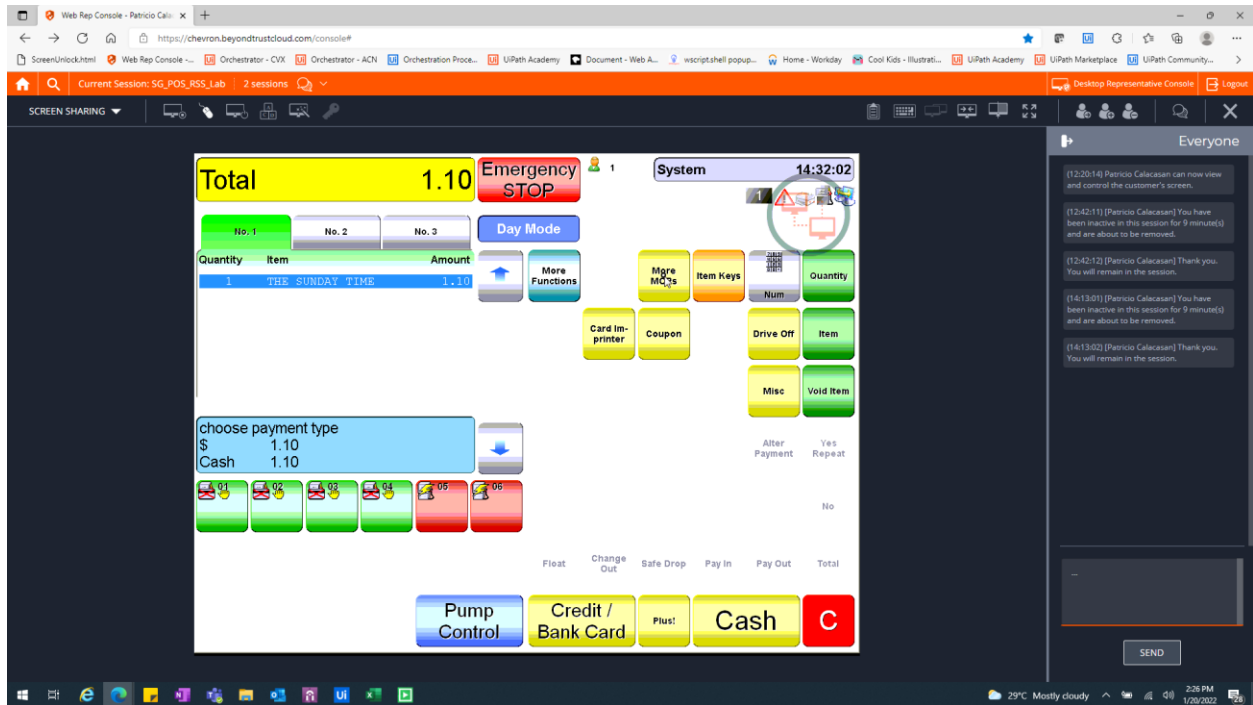 Web Rep Console - Patricio Cala
https://chevron.beyondtrustcloud.com/console#
ScreenUnlock.html Web Rep Console -... Orchestrator - CVX Orchestrator - ACN Orchestration Proce... UiPath Academy Document - Web A... wscript.shell popup... Home - Workday Cool Kids - Illustrati... UiPath Academy UiPath Marketplace UiPath Community...
Current Session: SG_POS_RSS_Lab 2 sessions Desktop Representative Console Logout
SCREEN SHARING
Everyone
(12:20:14) Patricio Calacasan can now view
and control the customer's screen.
(12:42:11) [Patricio Calacasan] You have
been inactive in this session for 9 minute(s)
and are about to be removed.
(12:42:12) [Patricio Calacasan] Thank you.
You will remain in the session.
(14:13:01) [Patricio Calacasan] You have
been inactive in this session for 9 minute(s)
and are about to be removed.
(14:13:02) [Patricio Calacasan] Thank you.
You will remain in the session.
...
SEND
Total 1.10
Emergency
STOP
1
System 14:32:02
1
No. 1 No. 2 No. 3
Day Mode
Quantity Item Amount
1 THE SUNDAY TIME 1.10
More
Functions
More
Item Keys
Num
Quantity
Card Im-
printer
Coupon
Drive Off
Item
Misc
Void Item
choose payment type
$ 1.10
Cash 1.10
Alter
Payment
Yes
Repeat
01 02 03 04 05 06
No
Float
Change
Out
Safe Drop
Pay In
Pay Out
Total
Pump
Control
Credit /
Bank Card
Plus!
Cash
C
29°C Mostly cloudy
2:26 PM
1/20/2022
28